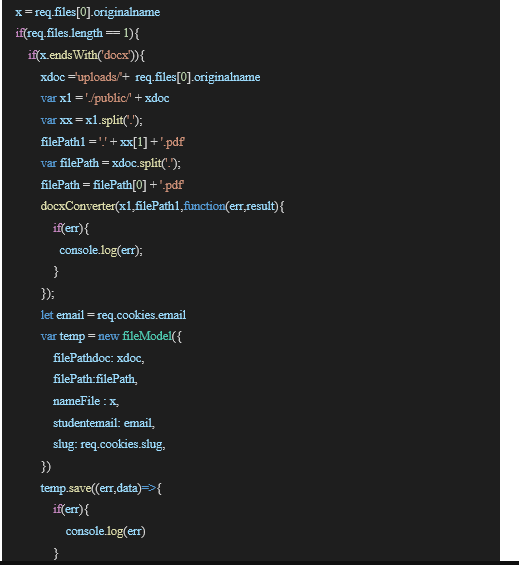 x = req.files[0].originalname
if(req.files.length == 1){
if(x.endsWith('docx')){
xdoc ='uploads/'+ req.files[0].originalname
var x1 = './public/' + xdoc
var xx = x1.split('.');
filePath1 = '.' + xx[1] + '.pdf'
var filePath = xdoc.split('.');
filePath = filePath[0] + '.pdf'
docxConverter(x1,filePath1,function(err,result){
if(err){
console.log(err);
}
});
let email = req.cookies.email
var temp = new fileModel({
filePathdoc: xdoc,
filePath:filePath,
nameFile : x,
studentemail: email,
slug: req.cookies.slug,
})
temp.save((err,data)=>{
if(err){
console.log(err)
}